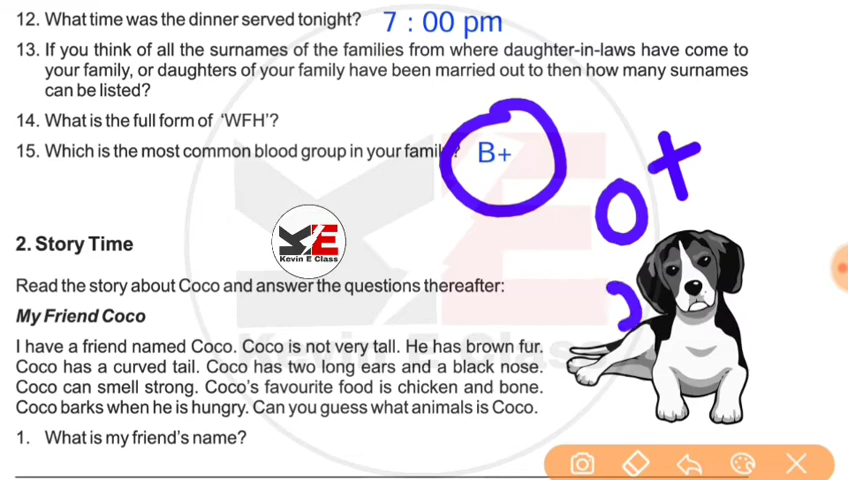 12. What time was the dinner served tonight? 7 : 00 pm
13. If you think of all the surnames of the families from where daughter-in-laws have come to
your family, or daughters of your family have been married out to then how many surnames
can be listed?
14. What is the full form of 'WFH'?
15. Which is the most common blood group in your family? B+
O+
2. Story Time
Kevin E Class
Read the story about Coco and answer the questions thereafter:
My Friend Coco
I have a friend named Coco. Coco is not very tall. He has brown fur.
Coco has a curved tail. Coco has two long ears and a black nose.
Coco can smell strong. Coco's favourite food is chicken and bone.
Coco barks when he is hungry. Can you guess what animals is Coco.
Kevin E Class
1. What is my friend's name?